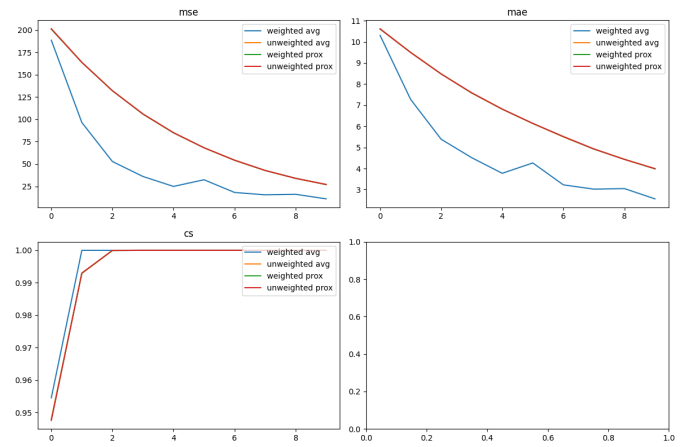 mse
200
175
150
125
100
75
50
25
0 2 4 6 8
weighted avg
unweighted avg
weighted prox
unweighted prox
mae
11
10
9
8
7
6
5
4
3
0 2 4 6 8
weighted avg
unweighted avg
weighted prox
unweighted prox
cs
1.00
0.99
0.98
0.97
0.96
0.95
0 2 4 6 8
weighted avg
unweighted avg
weighted prox
unweighted prox
1.0
0.8
0.6
0.4
0.2
0.0
0.0 0.2 0.4 0.6 0.8 1.0